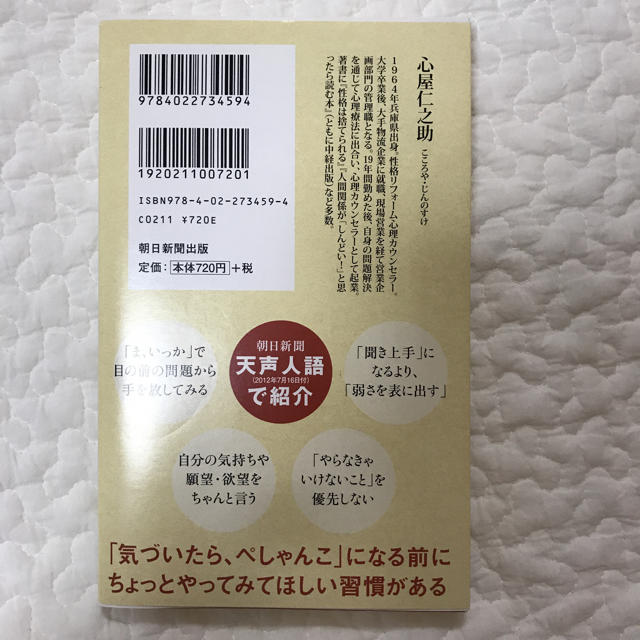 9784022734594
1920211007201
ISBN978-4-02-273459-4
C0211 ¥720E
朝日新聞出版
定価：本体720円＋税
心屋仁之助 こころや・じんのすけ
1964年兵庫県出身。性格リフォーム心理カウンセラー。
大学卒業後、大手物流企業に就職、現場営業を経て営業企
画部門の管理職となる。19年間勤めた後、自身の問題解決
を通じて心理療法に出合い、心理カウンセラーとして起業。
著書に『性格は捨てられる』『人間関係が「しんどい！」と思
ったら読む本』（ともに中経出版）など多数。
「ま、いっか」で
目の前の問題から
手を放してみる
朝日新聞
天声人語
（2012年7月16日付）
で紹介
「聞き上手」に
なるより、
「弱さを表に出す」
自分の気持ちや
願望・欲望を
ちゃんと言う
「やらなきゃ
いけないこと」を
優先しない
「気づいたら、ぺしゃんこ」になる前に
ちょっとやってみてほしい習慣がある